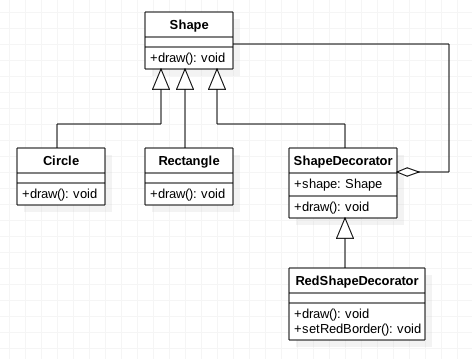 Shape
+draw(): void
Circle
+draw(): void
Rectangle
+draw(): void
ShapeDecorator
+shape: Shape
+draw(): void
RedShapeDecorator
+draw(): void
+setRedBorder(): void